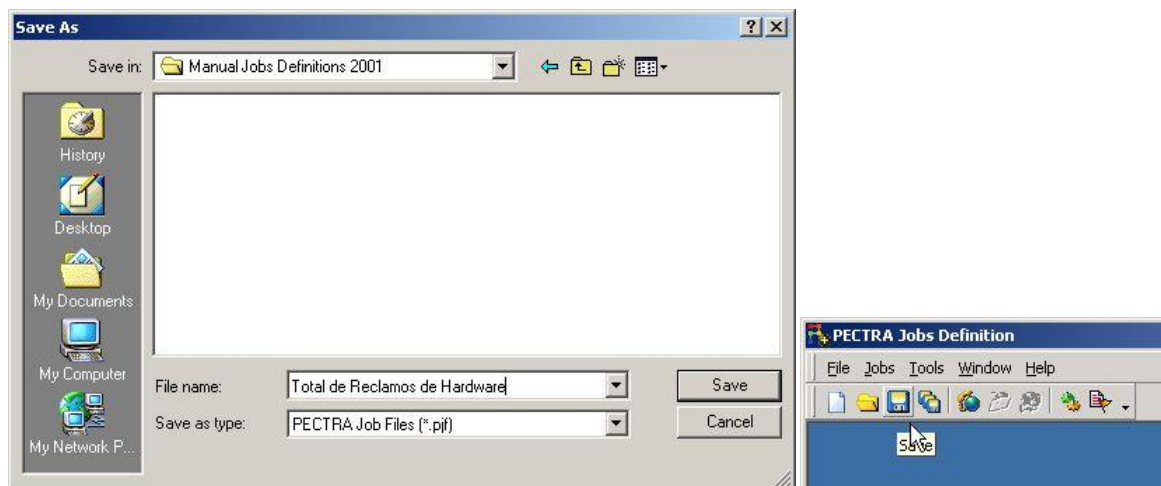 Save As
Save in: Manual Jobs Definitions 2001
History
Desktop
My Documents
My Computer
My Network P...
File name: Total de Reclamos de Hardware Save
Save as type: PECTRA Job Files (*.pjf) Cancel
PECTRA Jobs Definition
File Jobs Tools Window Help
Save